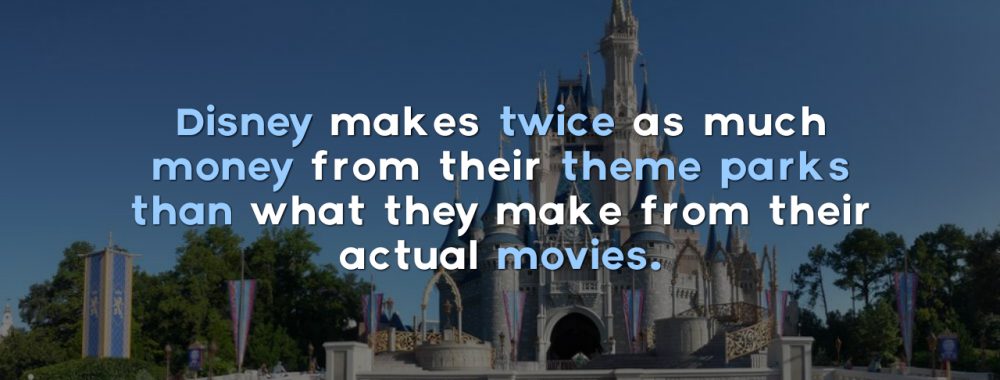 Disney makes twice as much
money from their theme parks
than what they make from their
actual movies.